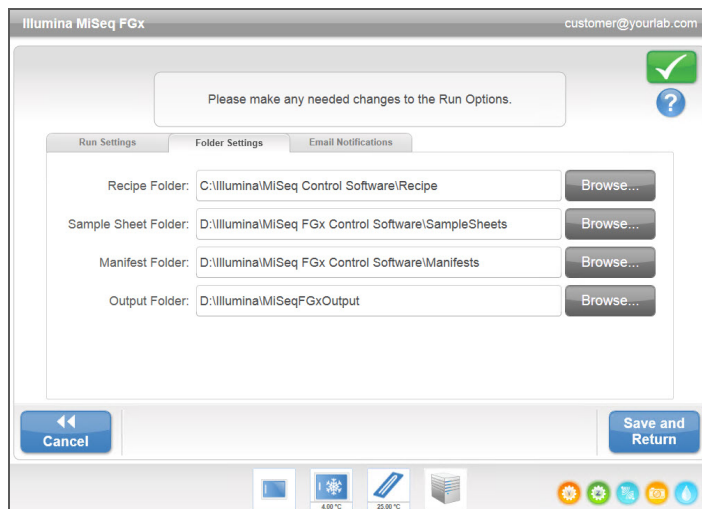 Illumina MiSeq FGx customer@yourlab.com
Please make any needed changes to the Run Options.
?
Run Settings Folder Settings Email Notifications
Recipe Folder: C:\Illumina\MiSeq Control Software\Recipe Browse...
Sample Sheet Folder: D:\Illumina\MiSeq FGx Control Software\SampleSheets Browse...
Manifest Folder: D:\Illumina\MiSeq FGx Control Software\Manifests Browse...
Output Folder: D:\Illumina\MiSeqFGxOutput Browse...
Cancel
Save and
Return
4.00 °C 25.00 °C